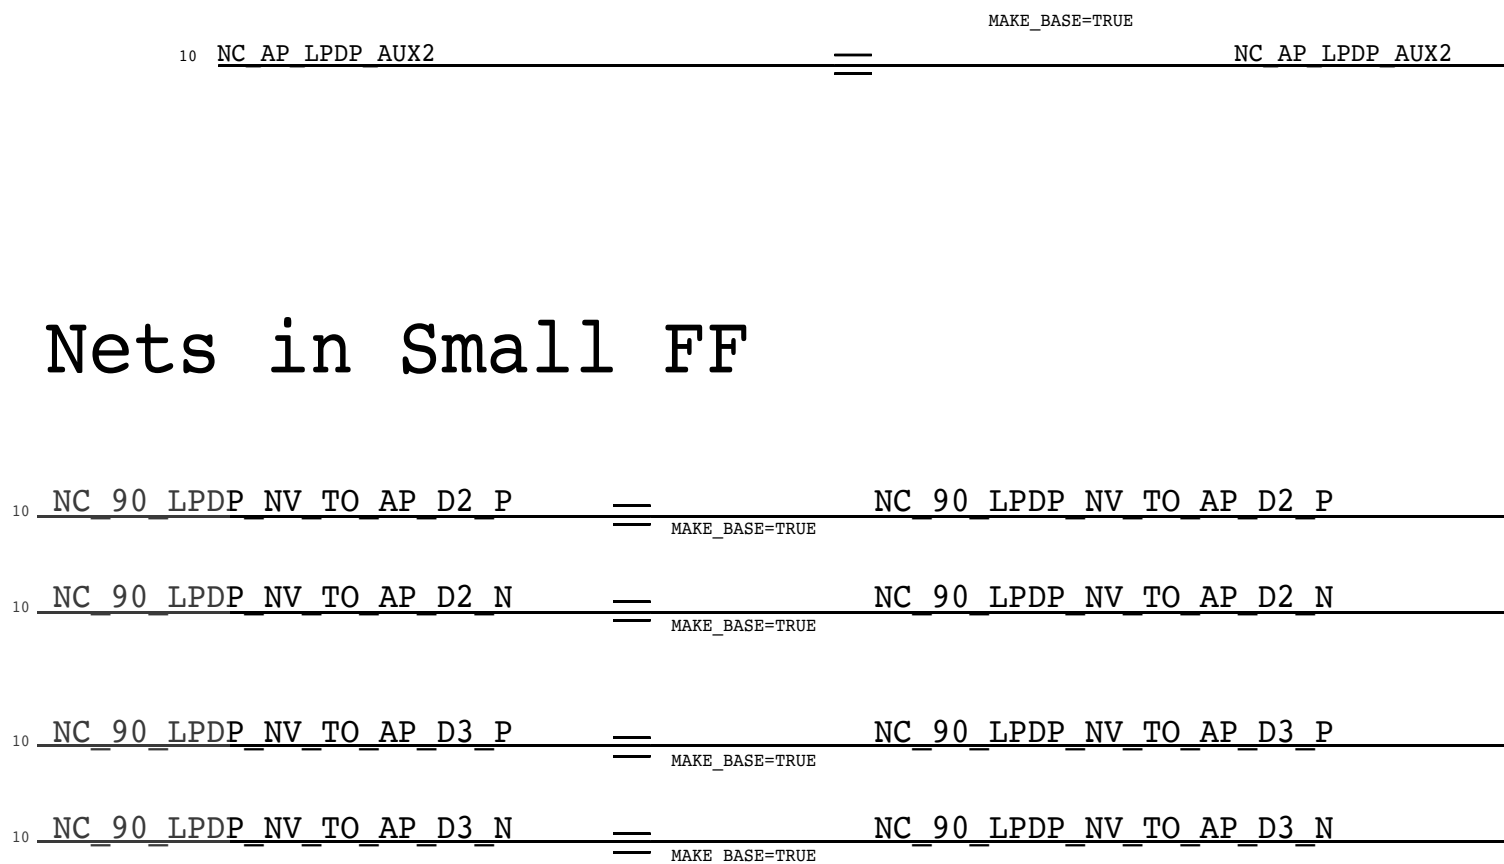 MAKE_BASE=TRUE
10 NC_AP_LPDP_AUX2 NC_AP_LPDP_AUX2
Nets in Small FF
10 NC_90_LPDP_NV_TO_AP_D2_P NC_90_LPDP_NV_TO_AP_D2_P
MAKE_BASE=TRUE
10 NC_90_LPDP_NV_TO_AP_D2_N NC_90_LPDP_NV_TO_AP_D2_N
MAKE_BASE=TRUE
10 NC_90_LPDP_NV_TO_AP_D3_P NC_90_LPDP_NV_TO_AP_D3_P
MAKE_BASE=TRUE
10 NC_90_LPDP_NV_TO_AP_D3_N NC_90_LPDP_NV_TO_AP_D3_N
MAKE_BASE=TRUE